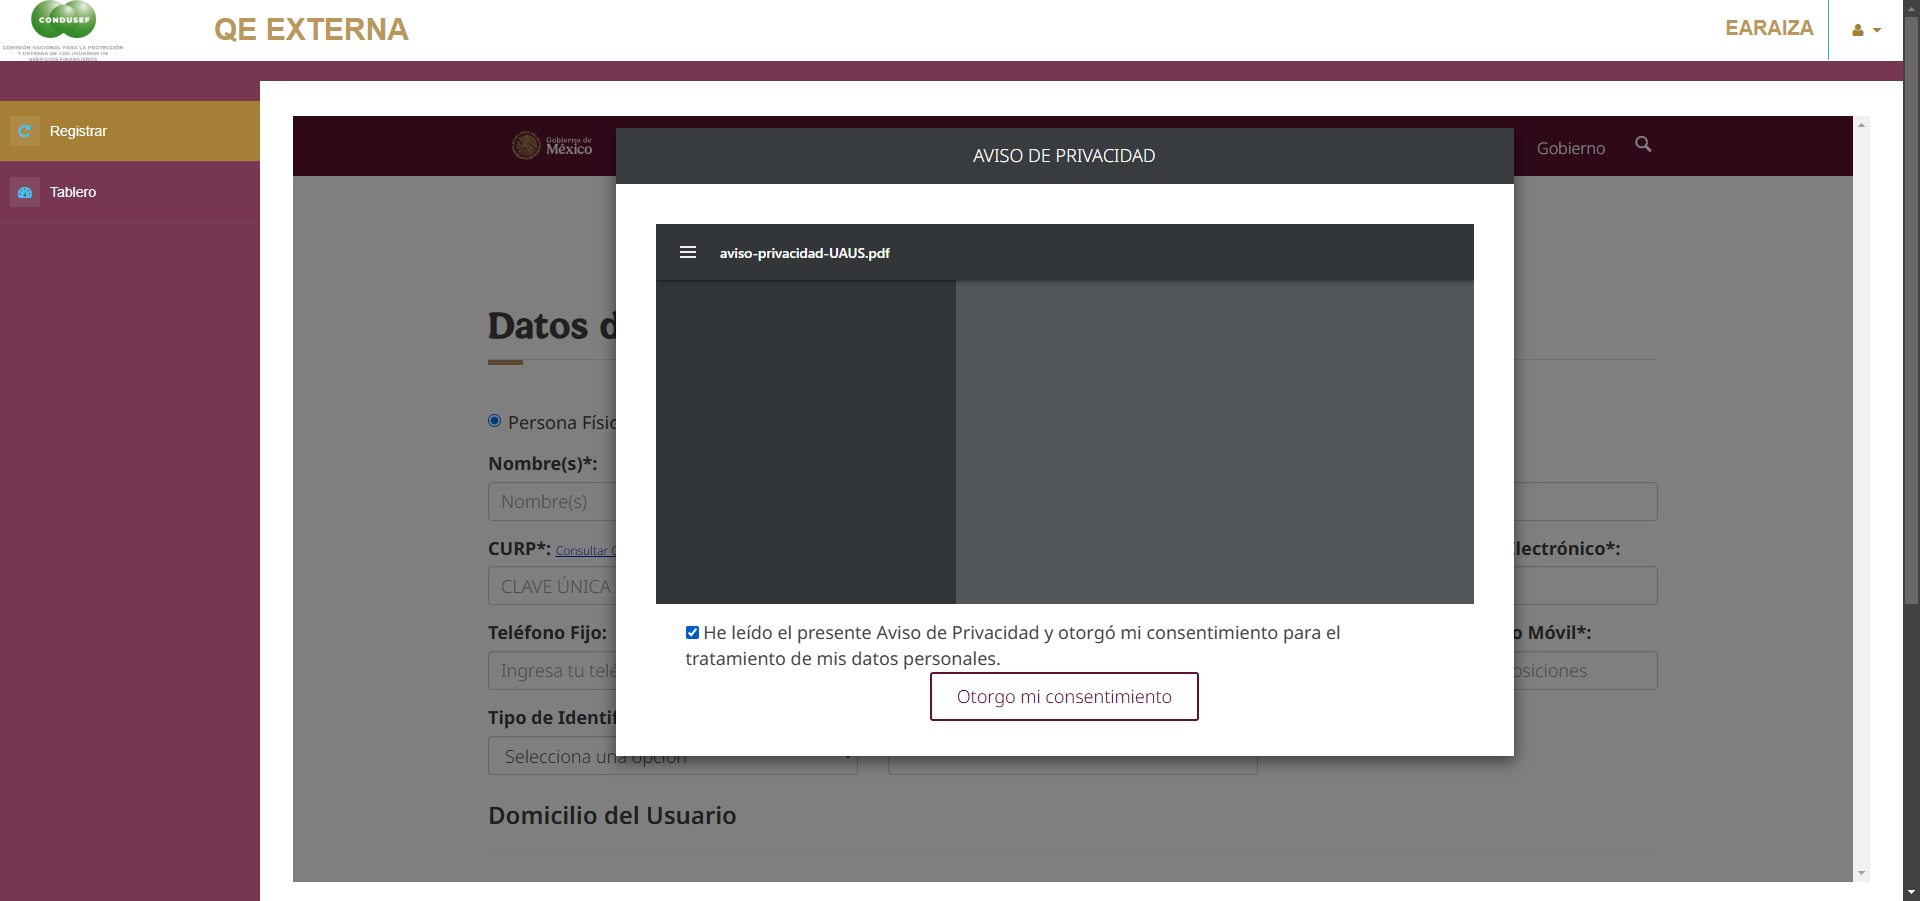 CONDUSEF
COMISIÓN NACIONAL PARA LA PROTECCIÓN
Y DEFENSA DE LOS USUARIOS DE
SERVICIOS FINANCIEROS
QE EXTERNA
EARAIZA
Registrar
Tablero
Gobierno de
México
Gobierno
AVISO DE PRIVACIDAD
aviso-privacidad-UAUS.pdf
Datos d
Persona Físic
Nombre(s)*:
Nombre(s)
CURP*: Consultar C
lectrónico*:
CLAVE ÚNICA
Teléfono Fijo:
o Móvil*:
Ingresa tu telé
osiciones
He leído el presente Aviso de Privacidad y otorgó mi consentimiento para el
tratamiento de mis datos personales.
Otorgo mi consentimiento
Tipo de Identif
Selecciona una opción
Domicilio del Usuario